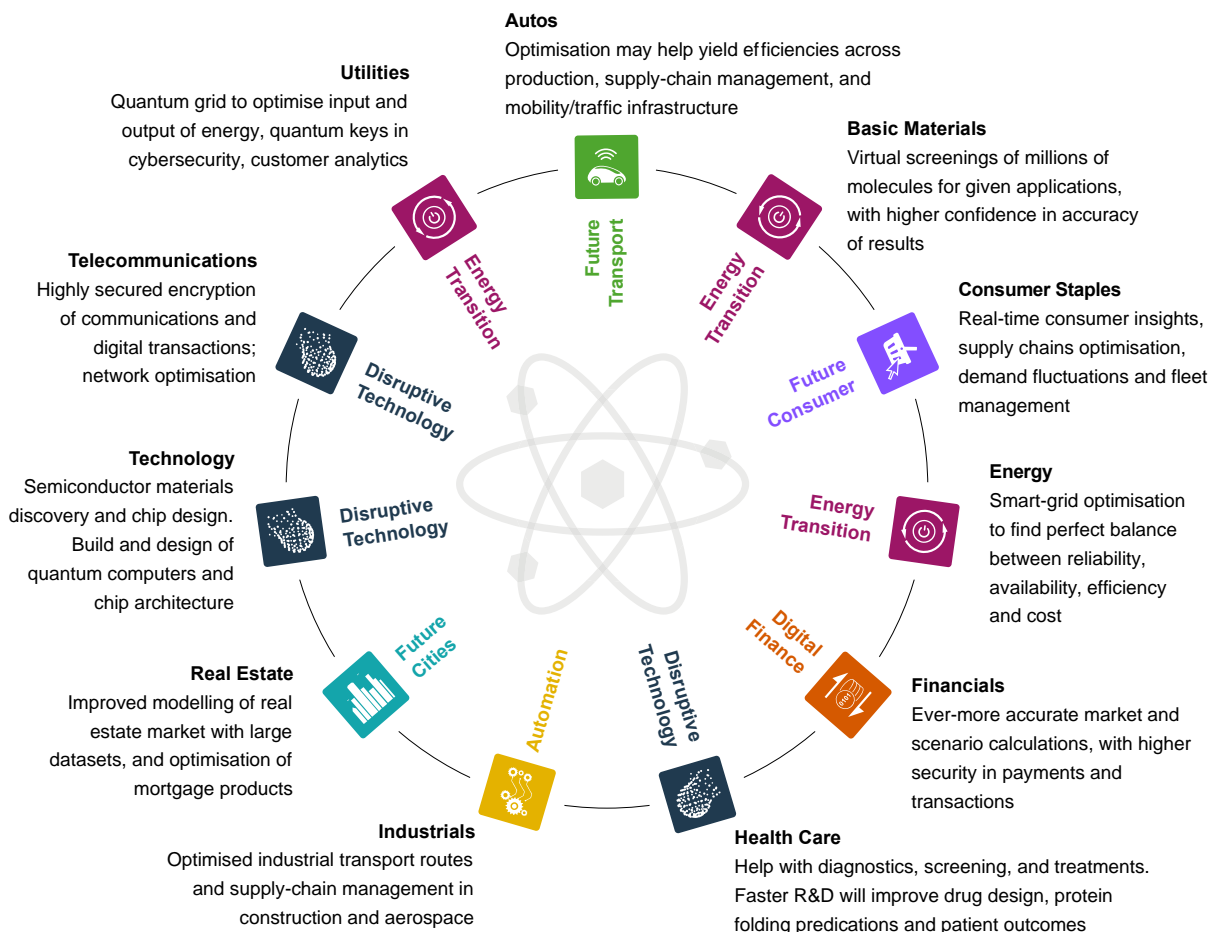 Autos
Optimisation may help yield efficiencies across
production, supply-chain management, and
mobility/traffic infrastructure
Future
Transport
Basic Materials
Virtual screenings of millions of
molecules for given applications,
with higher confidence in accuracy
of results
Energy
Transition
Consumer Staples
Real-time consumer insights,
supply chains optimisation,
demand fluctuations and fleet
management
Future
Consumer
Energy
Smart-grid optimisation
to find perfect balance
between reliability,
availability, efficiency
and cost
Energy
Transition
Financials
Ever-more accurate market and
scenario calculations, with higher
security in payments and
transactions
Digital
Finance
0101
Health Care
Help with diagnostics, screening, and treatments.
Faster R&D will improve drug design, protein
folding predications and patient outcomes
Disruptive
Technology
Industrials
Optimised industrial transport routes
and supply-chain management in
construction and aerospace
Automation
Real Estate
Improved modelling of real
estate market with large
datasets, and optimisation of
mortgage products
Future
Cities
Technology
Semiconductor materials
discovery and chip design.
Build and design of
quantum computers and
chip architecture
Disruptive
Technology
Telecommunications
Highly secured encryption
of communications and
digital transactions;
network optimisation
Disruptive
Technology
Utilities
Quantum grid to optimise input and
output of energy, quantum keys in
cybersecurity, customer analytics
Energy
Transition